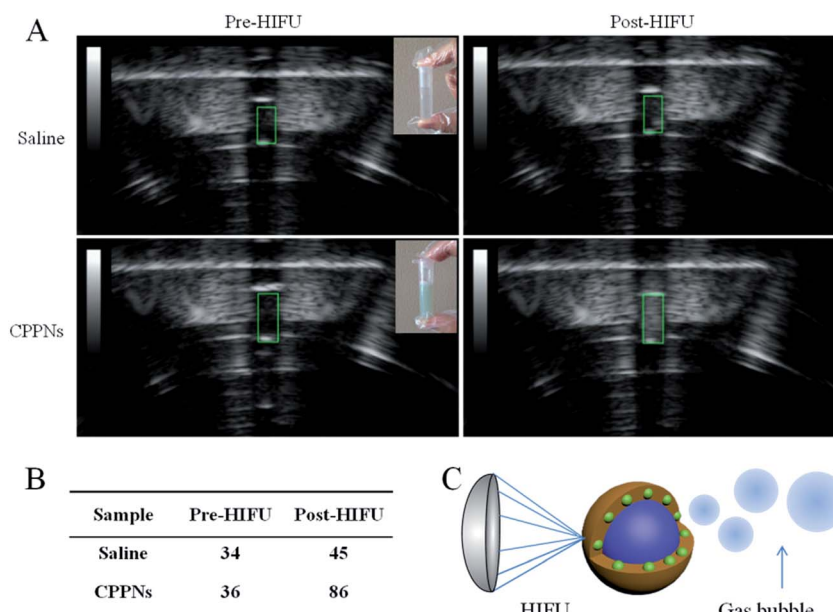 A
Pre-HIFU Post-HIFU
Saline
CPPNs
B
Sample Pre-HIFU Post-HIFU
Saline 34 45
CPPNs 36 86
C
HIFU Gas bubble